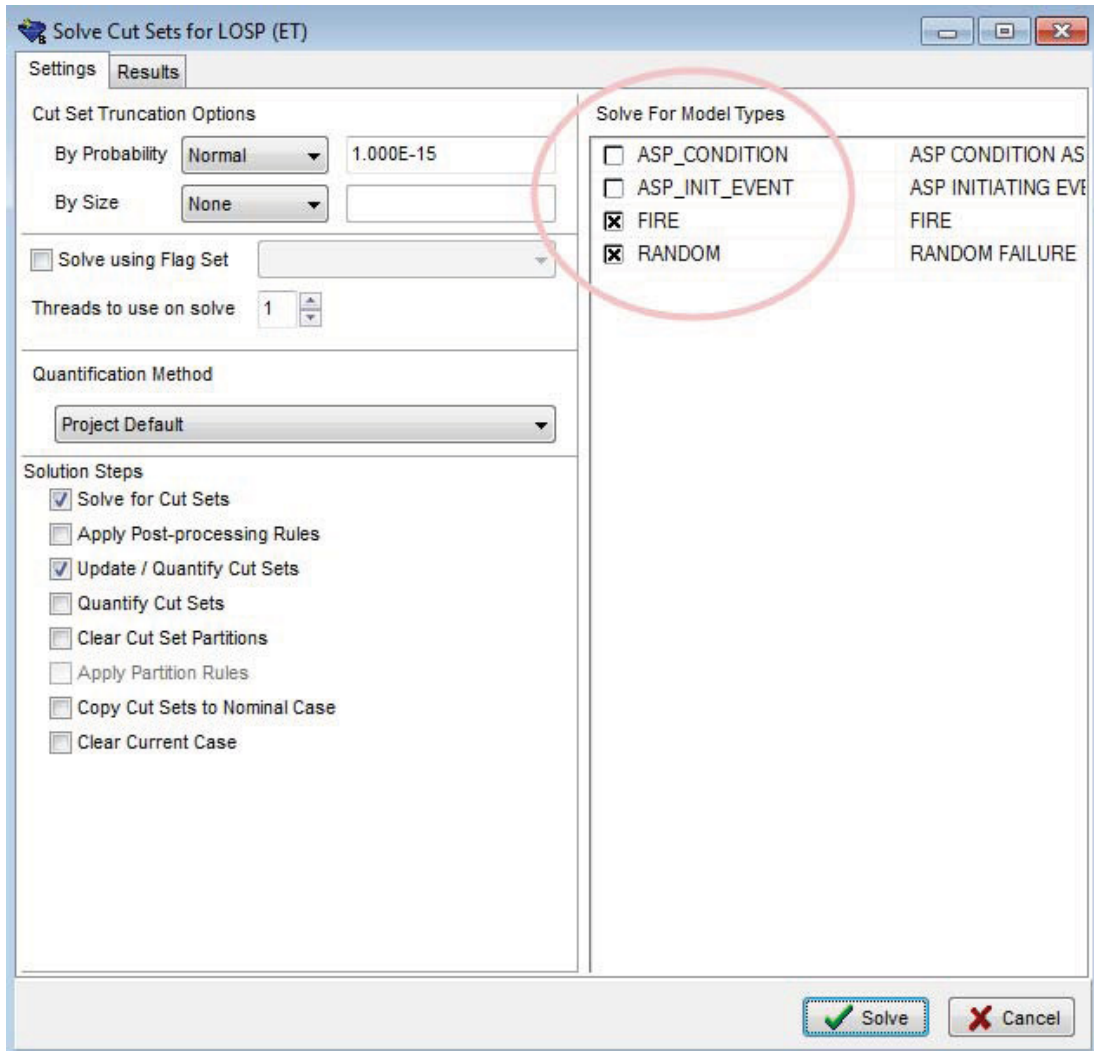 Solve Cut Sets for LOSP (ET)
Settings
Results
Cut Set Truncation Options
By Probability Normal 1.000E-15
By Size None
Solve using Flag Set
Threads to use on solve 1
Quantification Method
Project Default
Solution Steps
Solve for Cut Sets
Apply Post-processing Rules
Update / Quantify Cut Sets
Quantify Cut Sets
Clear Cut Set Partitions
Apply Partition Rules
Copy Cut Sets to Nominal Case
Clear Current Case
Solve For Model Types
ASP_CONDITION ASP CONDITION AS
ASP_INIT_EVENT ASP INITIATING EVE
FIRE FIRE
RANDOM RANDOM FAILURE
Solve
Cancel